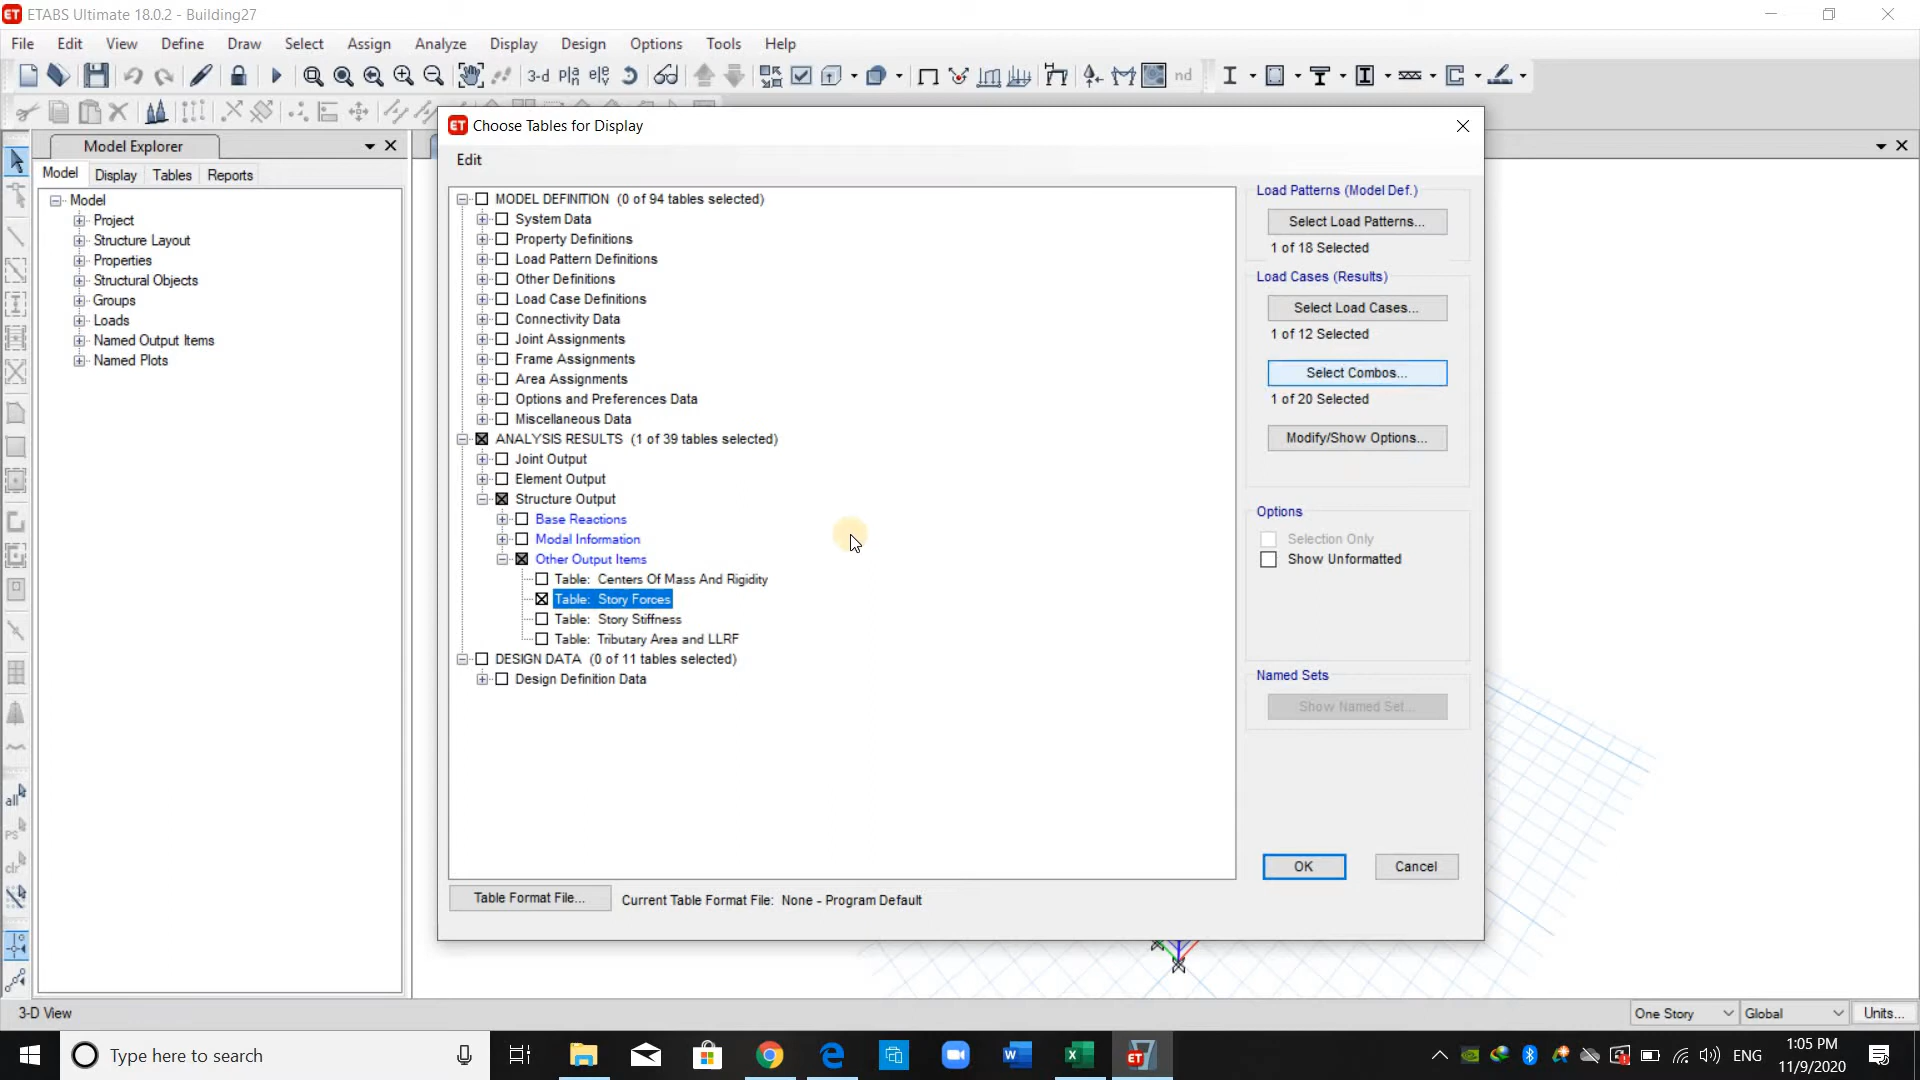 ETABS Ultimate 18.0.2 - Building27
File Edit View Define Draw Select Assign Analyze Display Design Options Tools Help
3-d
nd
Model Explorer
Model Display Tables Reports
Model
Project
Structure Layout
Properties
Structural Objects
Groups
Loads
Named Output Items
Named Plots
ET Choose Tables for Display
Edit
MODEL DEFINITION (0 of 94 tables selected)
System Data
Property Definitions
Load Pattern Definitions
Other Definitions
Load Case Definitions
Connectivity Data
Joint Assignments
Frame Assignments
Area Assignments
Options and Preferences Data
Miscellaneous Data
ANALYSIS RESULTS (1 of 39 tables selected)
Joint Output
Element Output
Structure Output
Base Reactions
Modal Information
Other Output Items
Table: Centers Of Mass And Rigidity
Table: Story Forces
Table: Story Stiffness
Table: Tributary Area and LLRF
DESIGN DATA (0 of 11 tables selected)
Design Definition Data
Load Patterns (Model Def.)
Select Load Patterns...
1 of 18 Selected
Load Cases (Results)
Select Load Cases...
1 of 12 Selected
Select Combos...
1 of 20 Selected
Modify/Show Options...
Options
Selection Only
Show Unformatted
Named Sets
Show Named Set...
OK Cancel
Table Format File... Current Table Format File: None - Program Default
3-D View
One Story Global Units...
Type here to search
ENG
1:05 PM
11/9/2020